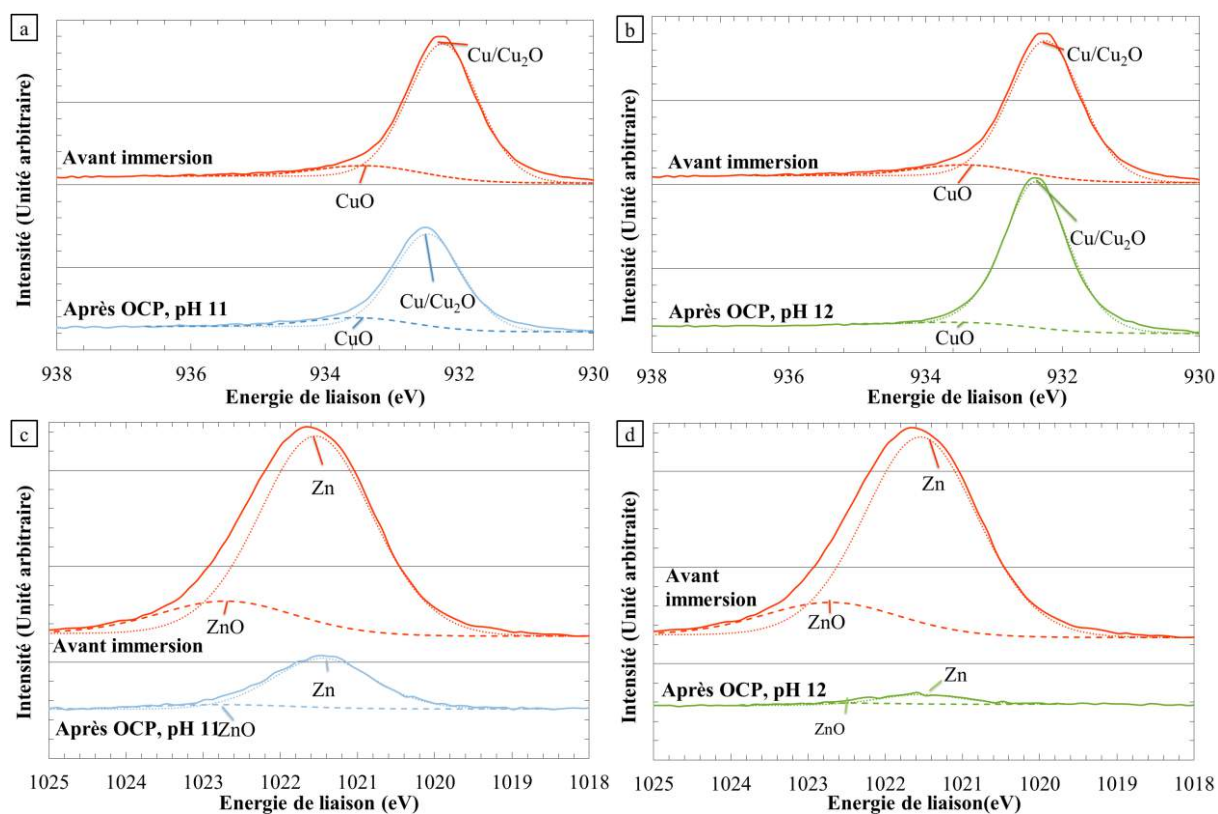 a
Intensité (Unité arbitraire)
Cu/Cu₂O
Avant immersion
CuO
Après OCP, pH 11
Cu/Cu₂O
CuO
938 936 934 932 930
Energie de liaison (eV)
b
Intensité (Unité arbitraire)
Cu/Cu₂O
Avant immersion
CuO
Cu/Cu₂O
Après OCP, pH 12
CuO
938 936 934 932 930
Energie de liaison (eV)
c
Intensité (Unité arbitraire)
Zn
ZnO
Avant immersion
Zn
Après OCP, pH 11
ZnO
1025 1024 1023 1022 1021 1020 1019 1018
Energie de liaison (eV)
d
Intensité (Unité arbitraite)
Zn
Avant
immersion
ZnO
Zn
Après OCP, pH 12
ZnO
1025 1024 1023 1022 1021 1020 1019 1018
Energie de liaison(eV)